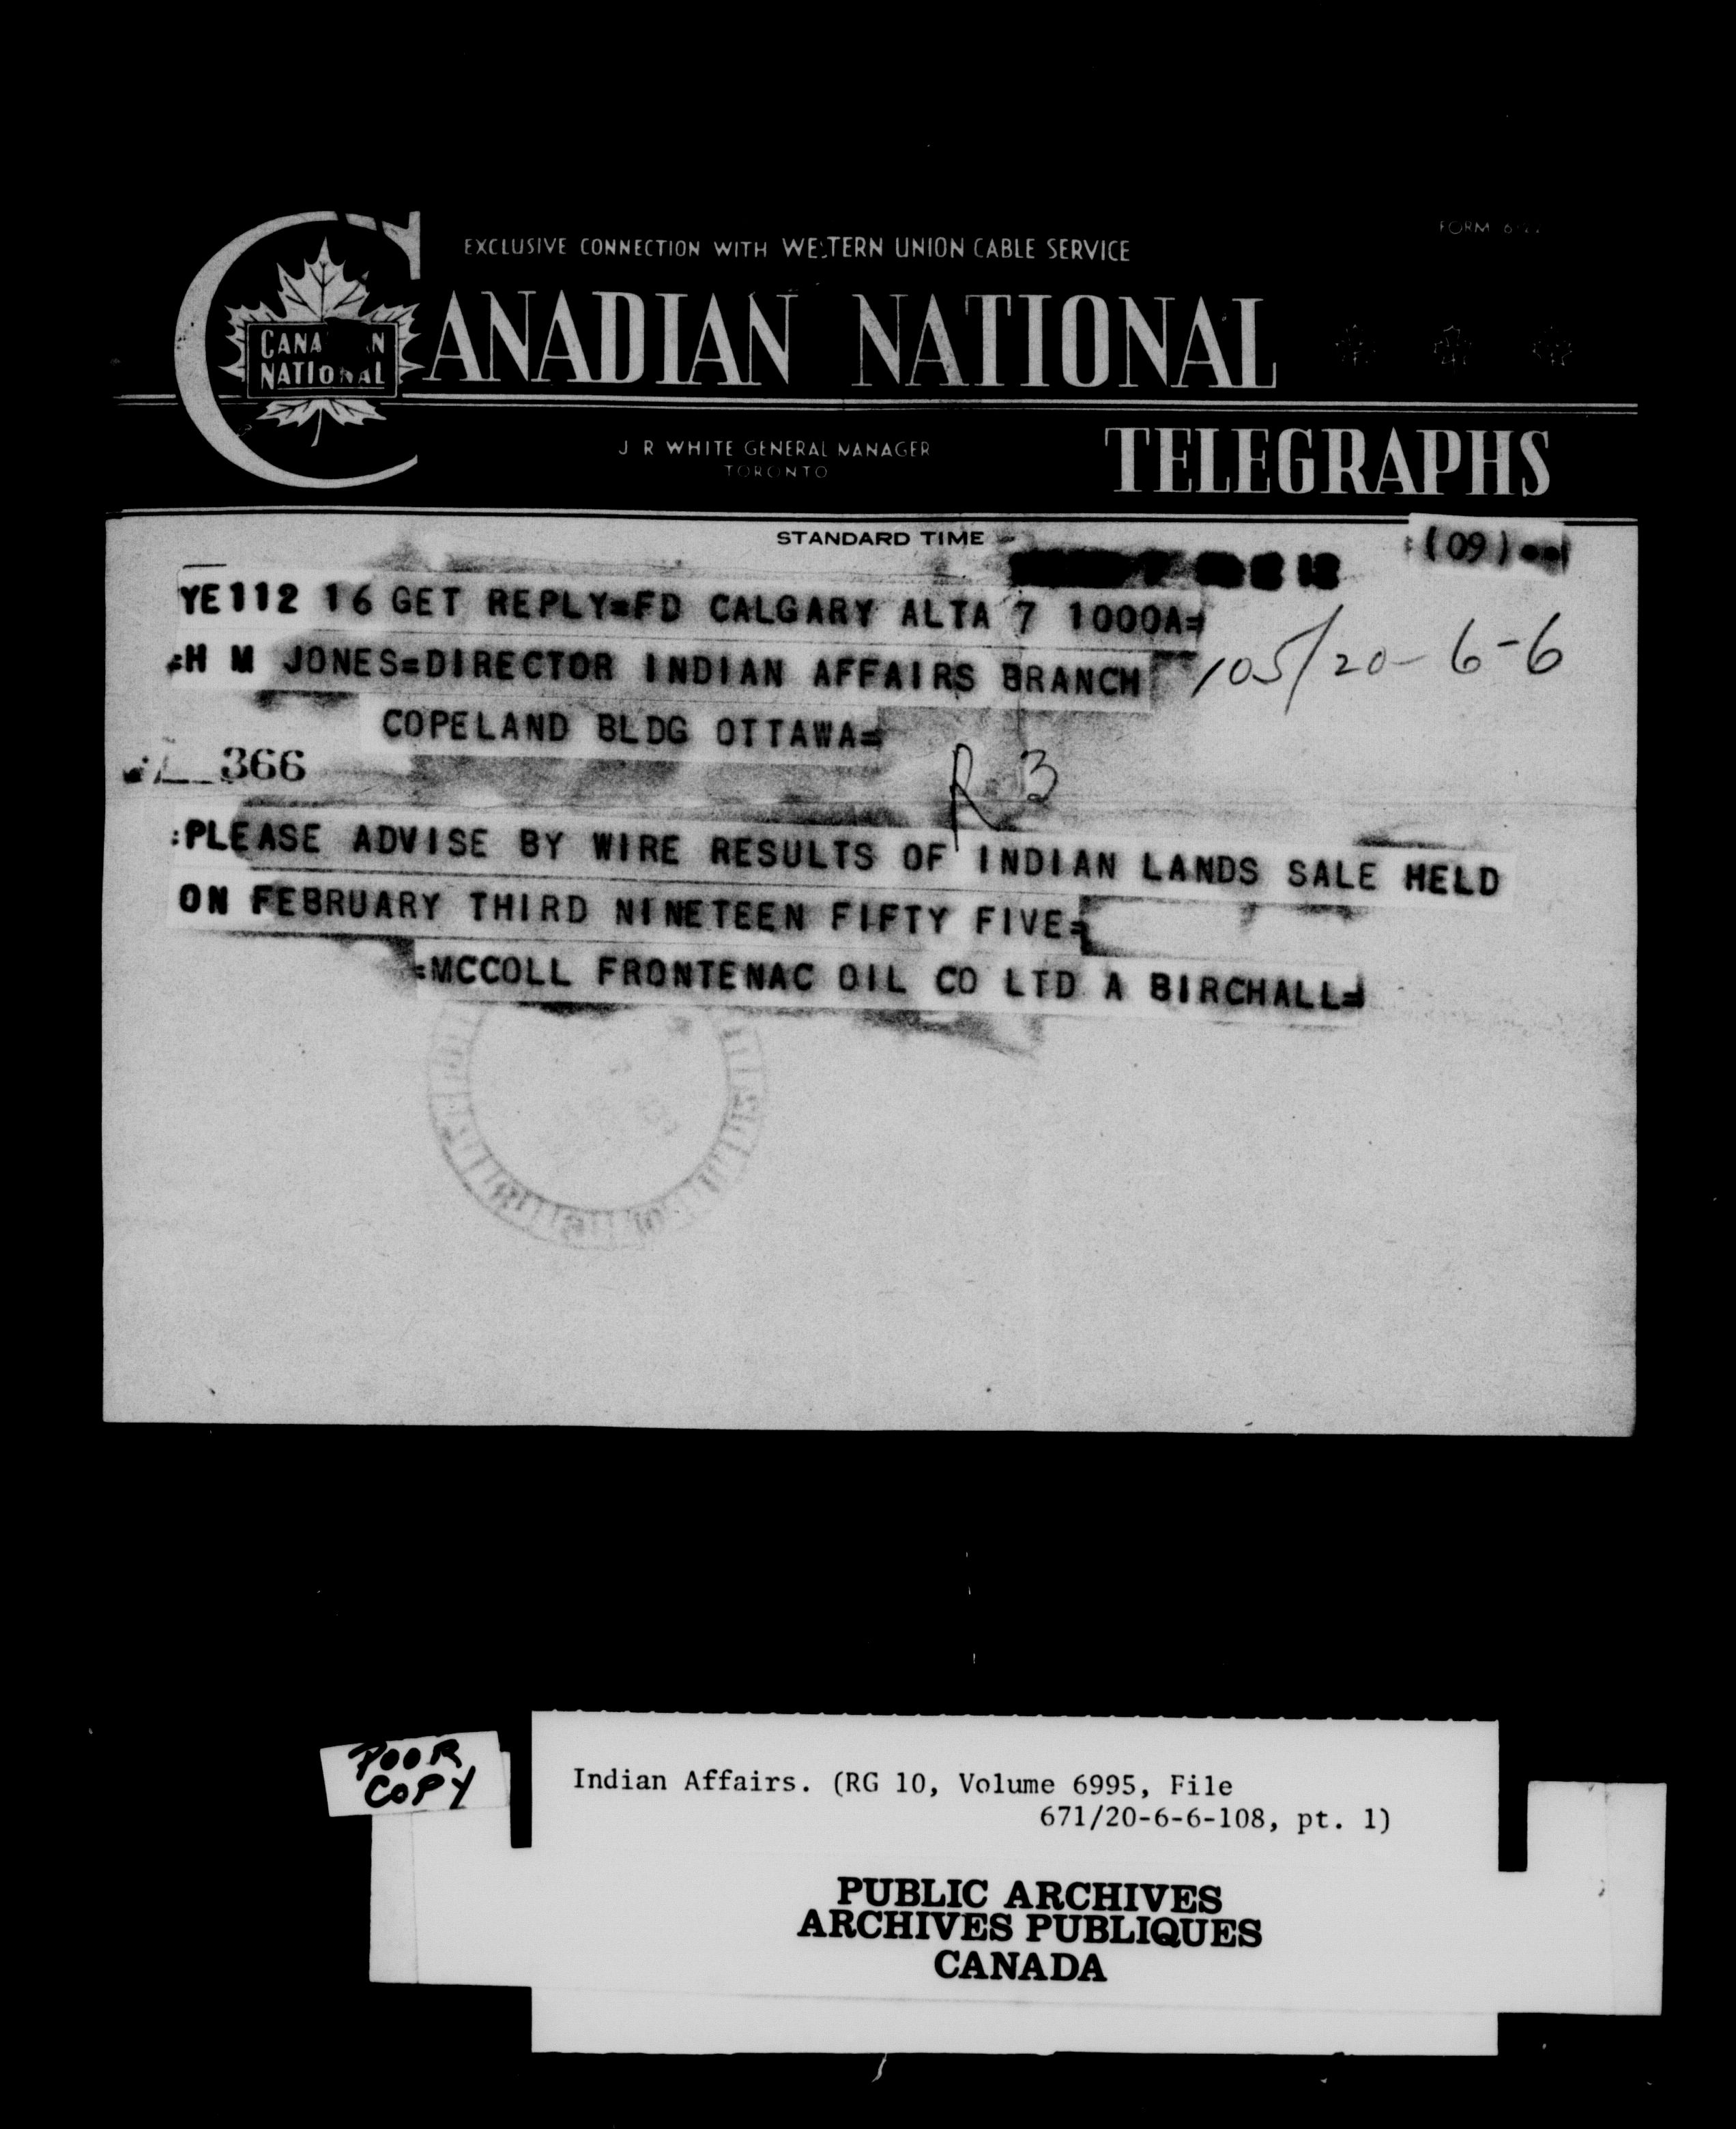 EXCLUSIVE CONNECTION WITH WESTERN UNION CABLE SERVICE
FORM
CANADIAN NATIONAL
CANADIAN
NATIONAL
J R WHITE GENERAL MANAGER
TORONTO
TELEGRAPHS
STANDARD TIME
(09)
YE112 16 GET REPLY=FD CALGARY ALTA 7 1000A=
=H M JONES=DIRECTOR INDIAN AFFAIRS BRANCH
105/20-6-6
COPELAND BLDG OTTAWA=
366
R 3
:PLEASE ADVISE BY WIRE RESULTS OF INDIAN LANDS SALE HELD
ON FEBRUARY THIRD NINETEEN FIFTY FIVE=
=MCCOLL FRONTENAC OIL CO LTD A BIRCHALL=
POOR
COPY
Indian Affairs. (RG 10, Volume 6995, File
671/20-6-6-108, pt. 1)
PUBLIC ARCHIVES
ARCHIVES PUBLIQUES
CANADA